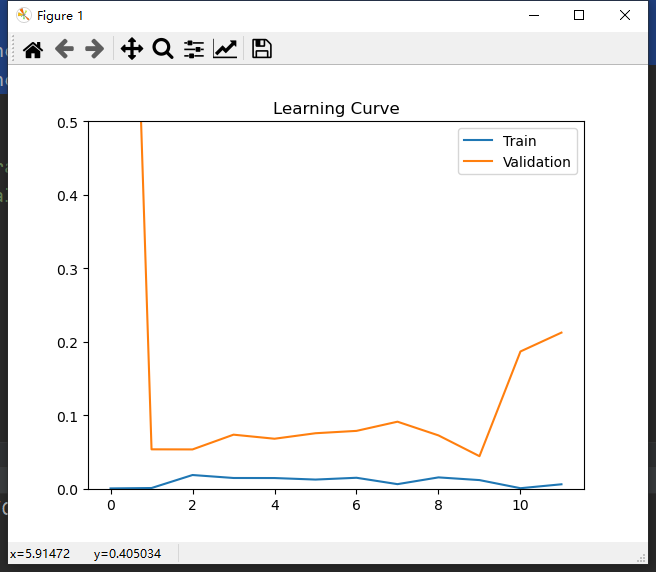 Figure 1
Learning Curve
0.5
Train
Validation
0.4
0.3
0.2
0.1
0.0
0 2 4 6 8 10
x=5.91472 y=0.405034